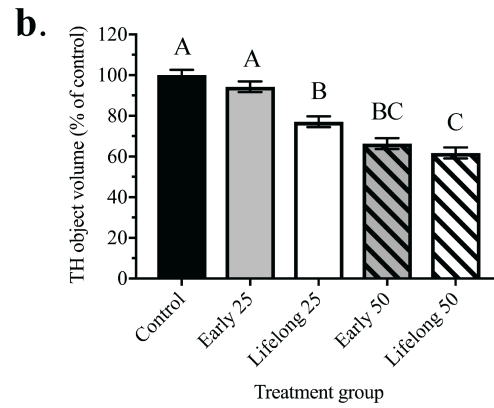 b.
TH object volume (% of control)
120
100
80
60
40
20
0
A
A
B
BC
C
Control
Early 25
Lifelong 25
Early 50
Lifelong 50
Treatment group